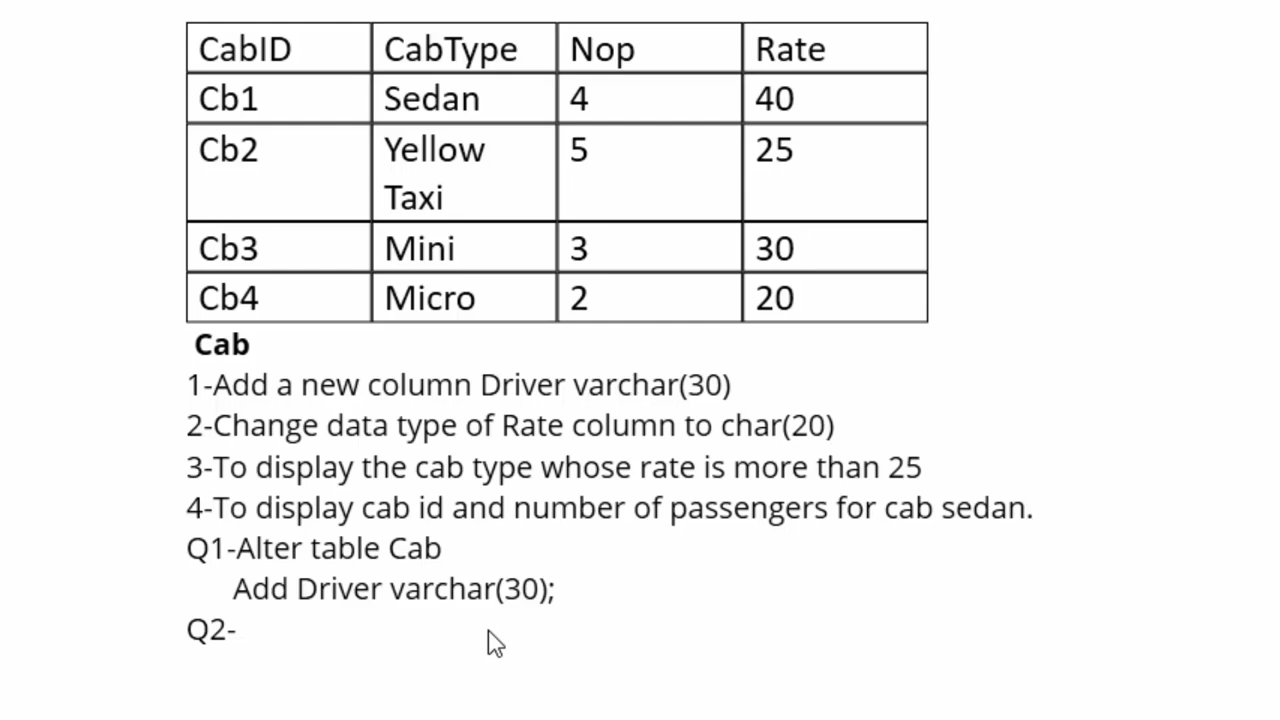 CabID CabType Nop Rate
Cb1 Sedan 4 40
Cb2 Yellow 5 25
Taxi
Cb3 Mini 3 30
Cb4 Micro 2 20
Cab
1-Add a new column Driver varchar(30)
2-Change data type of Rate column to char(20)
3-To display the cab type whose rate is more than 25
4-To display cab id and number of passengers for cab sedan.
Q1-Alter table Cab
Add Driver varchar(30);
Q2-